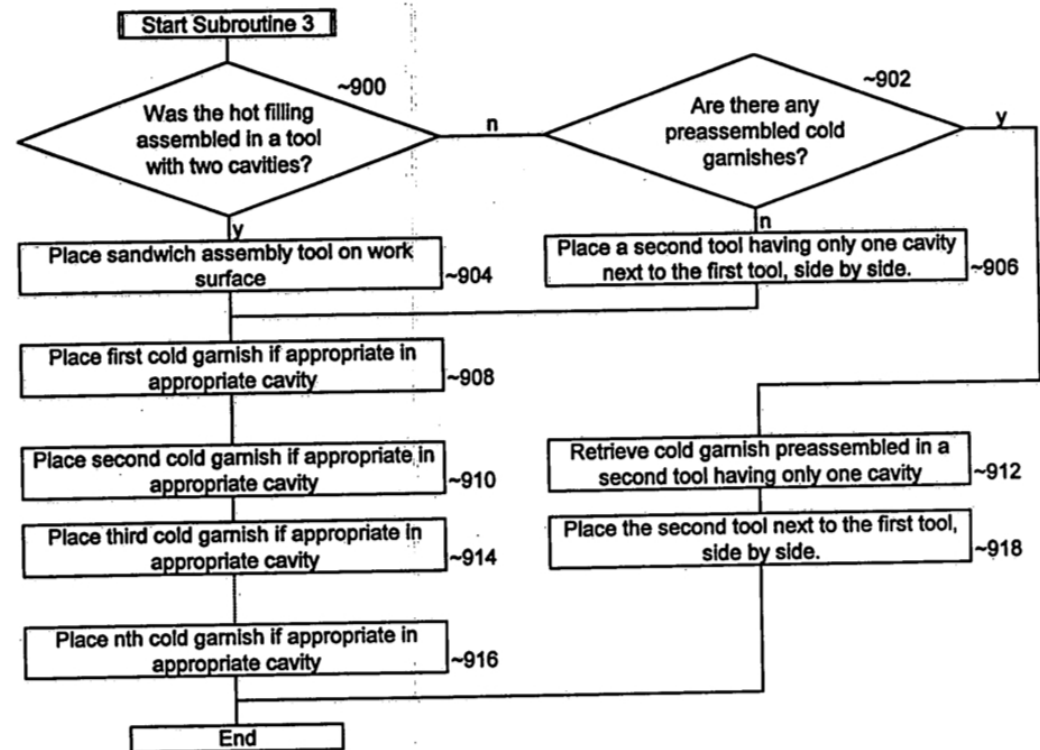 Start Subroutine 3
~900
Was the hot filling
assembled in a tool
with two cavities?
n
y
~902
Are there any
preassembled cold
garnishes?
y
n
Place sandwich assembly tool on work
surface
~904
Place a second tool having only one cavity
next to the first tool, side by side.
~906
Place first cold garnish if appropriate in
appropriate cavity
~908
Place second cold garnish if appropriate in
appropriate cavity
~910
Retrieve cold garnish preassembled in a
second tool having only one cavity
~912
Place third cold garnish if appropriate in
appropriate cavity
~914
Place the second tool next to the first tool,
side by side.
~918
Place nth cold garnish if appropriate in
appropriate cavity
~916
End